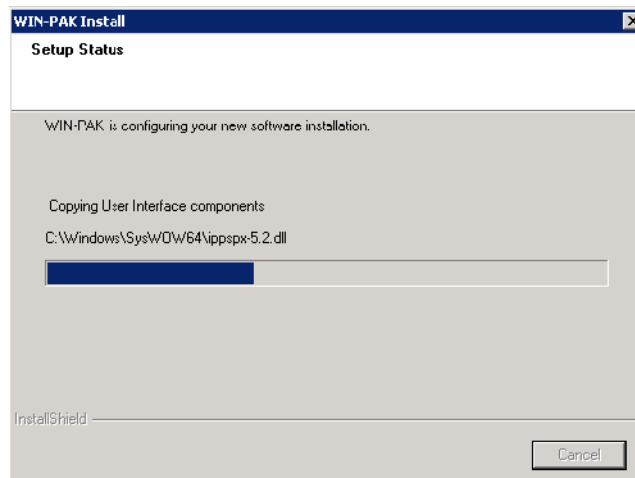 WIN-PAK Install
Setup Status
WIN-PAK is configuring your new software installation.
Copying User Interface components
C:\Windows\SysWOW64\ippspx-5.2.dll
InstallShield
Cancel